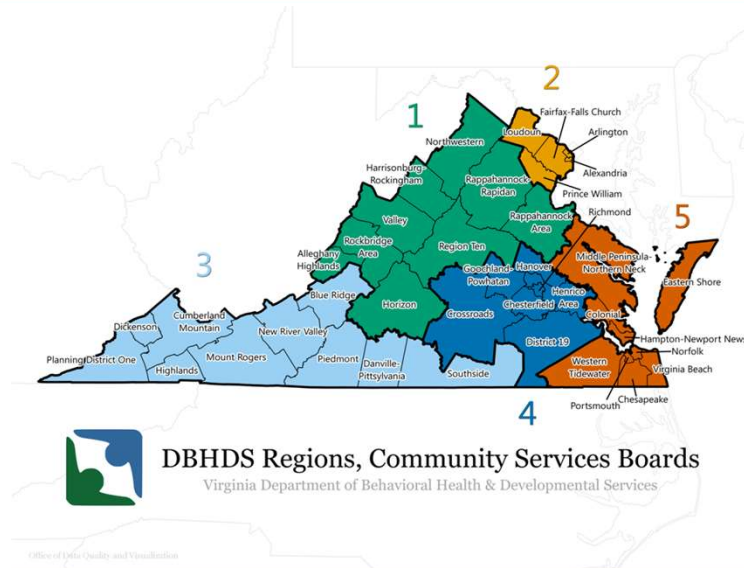 2
Fairfax-Falls Church
1
Loudoun
Arlington
Northwestern
Alexandria
Harrisonburg-
Rockingham
Rappahannock-
Rapidan
Prince William
Richmond
Valley
Rappahannock
Area
5
Rockbridge
Area
Region Ten
Middle Peninsula-
Northern Neck
Alleghany
Highlands
3
Goochland-
Powhatan
Hanover
Eastern Shore
Blue Ridge
Henrico
Area
Horizon
Chesterfield
Cumberland
Mountain
Crossroads
Colonial
Dickenson
New River Valley
Hampton-Newport News
District 19
Norfolk
Planning District One
Mount Rogers
Piedmont
Danville-
Pittsylvania
Western
Tidewater
Virginia Beach
Highlands
Southside
Chesapeake
Portsmouth
4
DBHDS Regions, Community Services Boards
Virginia Department of Behavioral Health & Developmental Services
Office of Data Quality and Visualization